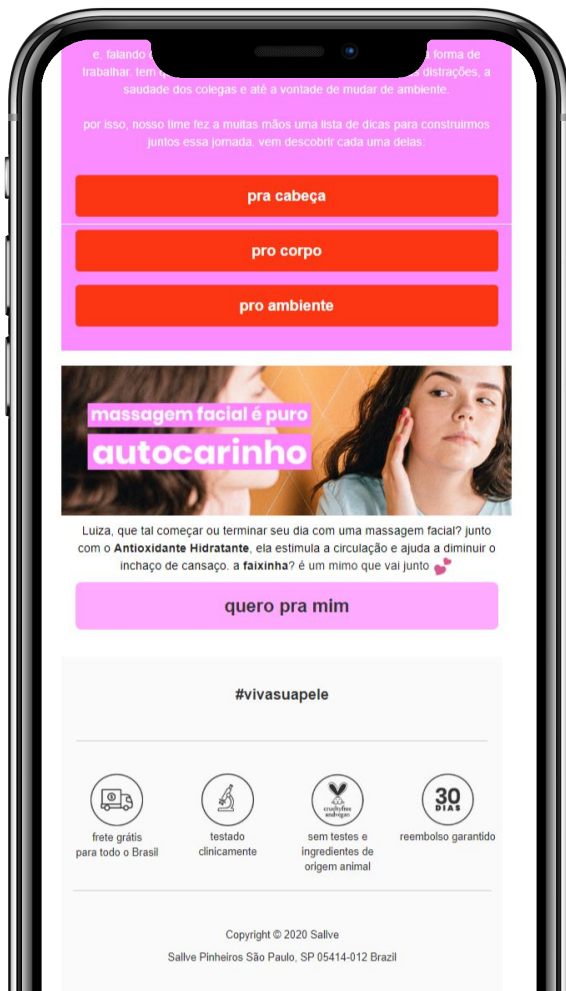 e, falando
a forma de
trabalhar. tem
distrações, a
saudade dos colegas e até a vontade de mudar de ambiente.
por isso, nosso time fez a muitas mãos uma lista de dicas para construirmos
juntos essa jornada. vem descobrir cada uma delas:
pra cabeça
pro corpo
pro ambiente
massagem facial é puro
autocarinho
Luiza, que tal começar ou terminar seu dia com uma massagem facial? junto
com o Antioxidante Hidratante, ela estimula a circulação e ajuda a diminuir o
inchaço de cansaço. a faixinha? é um mimo que vai junto
quero pra mim
#vivasuapele
30
DIAS
crueltyfree
andvegan
frete grátis
para todo o Brasil
testado
clinicamente
sem testes e
ingredientes de
origem animal
reembolso garantido
Copyright © 2020 Sallve
Sallve Pinheiros São Paulo, SP 05414-012 Brazil